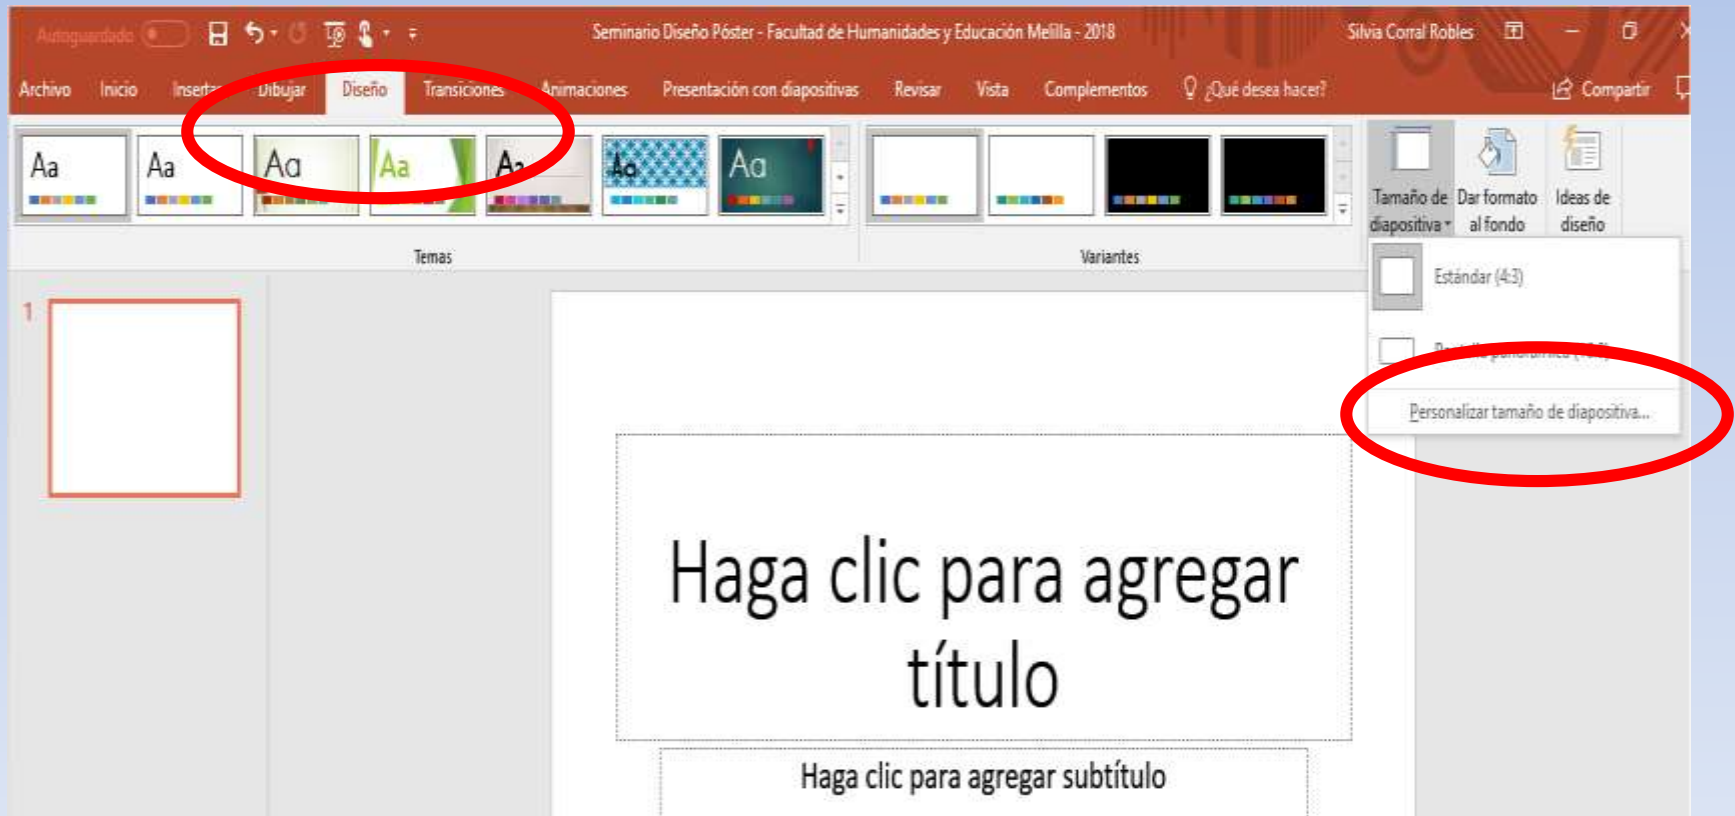 Autoguardado
Seminario Diseño Póster - Facultad de Humanidades y Educación Melilla - 2018
Silvia Corral Robles
Archivo Inicio Insertar Dibujar Diseño Transiciones Animaciones Presentación con diapositivas Revisar Vista Complementos ¿Qué desea hacer? Compartir
Aa Aa Aa Aa Aa Aa Aa
Tamaño de diapositiva
Dar formato al fondo
Ideas de diseño
Temas
Variantes
Estándar (4:3)
Personalizar tamaño de diapositiva...
1
Haga clic para agregar
título
Haga clic para agregar subtítulo